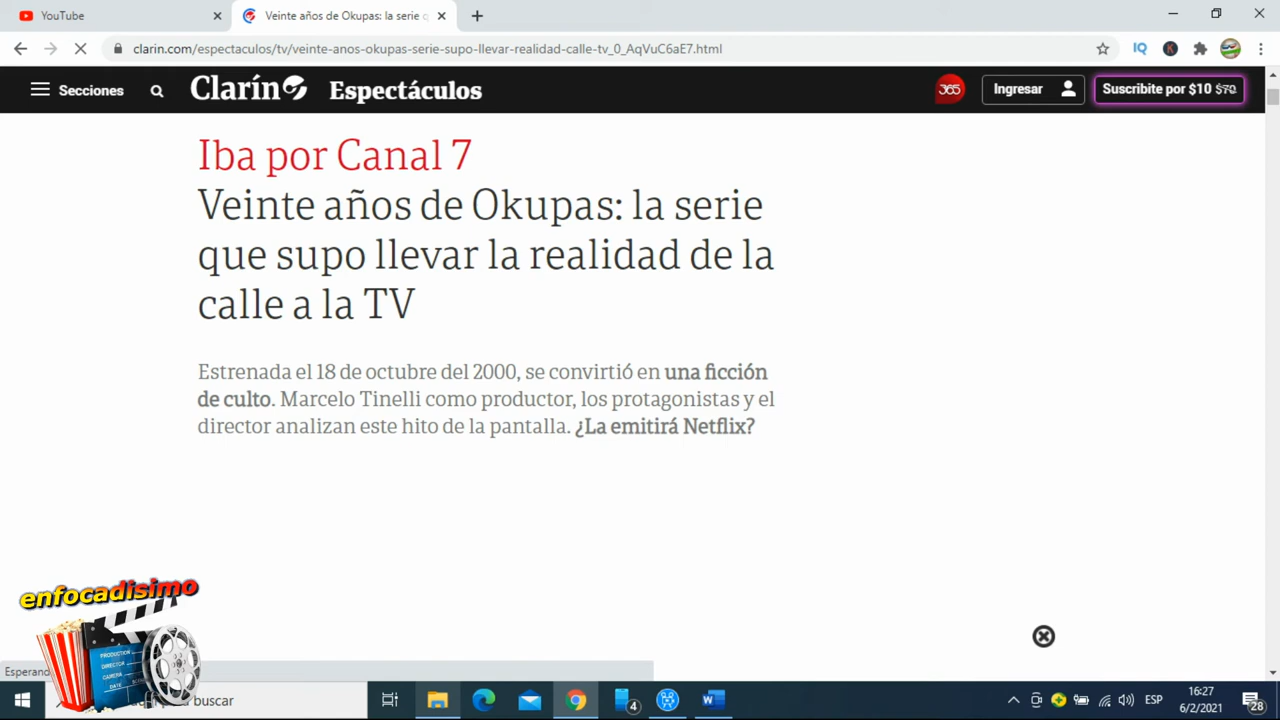 YouTube
Veinte años de Okupas: la serie q
clarin.com/espectaculos/tv/veinte-anos-okupas-serie-supo-llevar-realidad-calle-tv_0_AqVuC6aE7.html
IQ
K
Secciones
Clarín
Espectáculos
365
Ingresar
Suscribite por $10 $70
Iba por Canal 7
Veinte años de Okupas: la serie
que supo llevar la realidad de la
calle a la TV
Estrenada el 18 de octubre del 2000, se convirtió en una ficción
de culto. Marcelo Tinelli como productor, los protagonistas y el
director analizan este hito de la pantalla. ¿La emitirá Netflix?
enfocadisimo
PRODUCTION
DIRECTOR
CAMERA
DATE
Esperand
buscar
4
ESP
16:27
6/2/2021
28